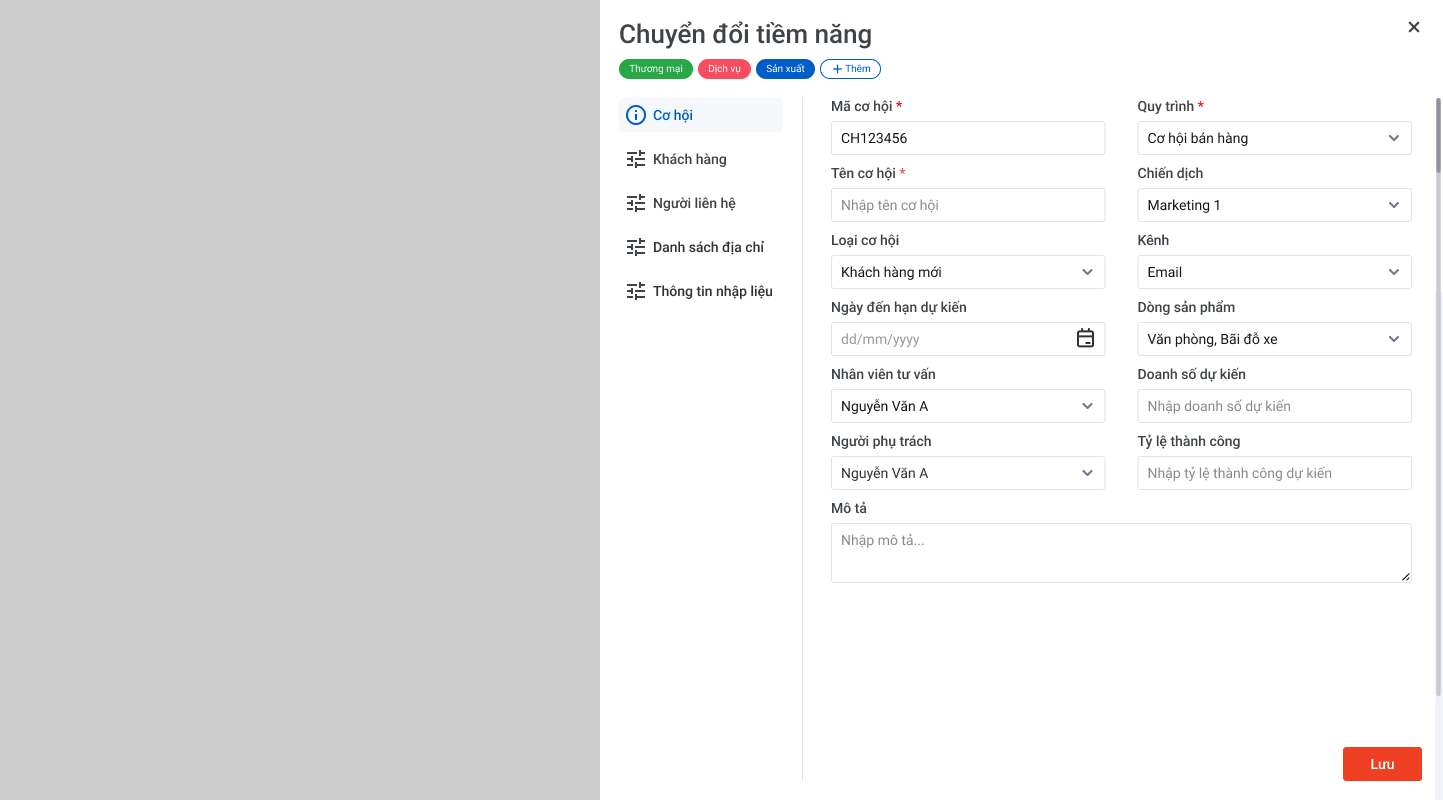 Chuyển đổi tiềm năng
Thương mại Dịch vụ Sản xuất Thêm
Cơ hội
Khách hàng
Người liên hệ
Danh sách địa chỉ
Thông tin nhập liệu
Mã cơ hội * Quy trình *
CH123456 Cơ hội bán hàng
Tên cơ hội * Chiến dịch
Nhập tên cơ hội Marketing 1
Loại cơ hội Kênh
Khách hàng mới Email
Ngày đến hạn dự kiến Dòng sản phẩm
dd/mm/yyyy Văn phòng, Bãi đỗ xe
Nhân viên tư vấn Doanh số dự kiến
Nguyễn Văn A Nhập doanh số dự kiến
Người phụ trách Tỷ lệ thành công
Nguyễn Văn A Nhập tỷ lệ thành công dự kiến
Mô tả
Nhập mô tả...
Lưu